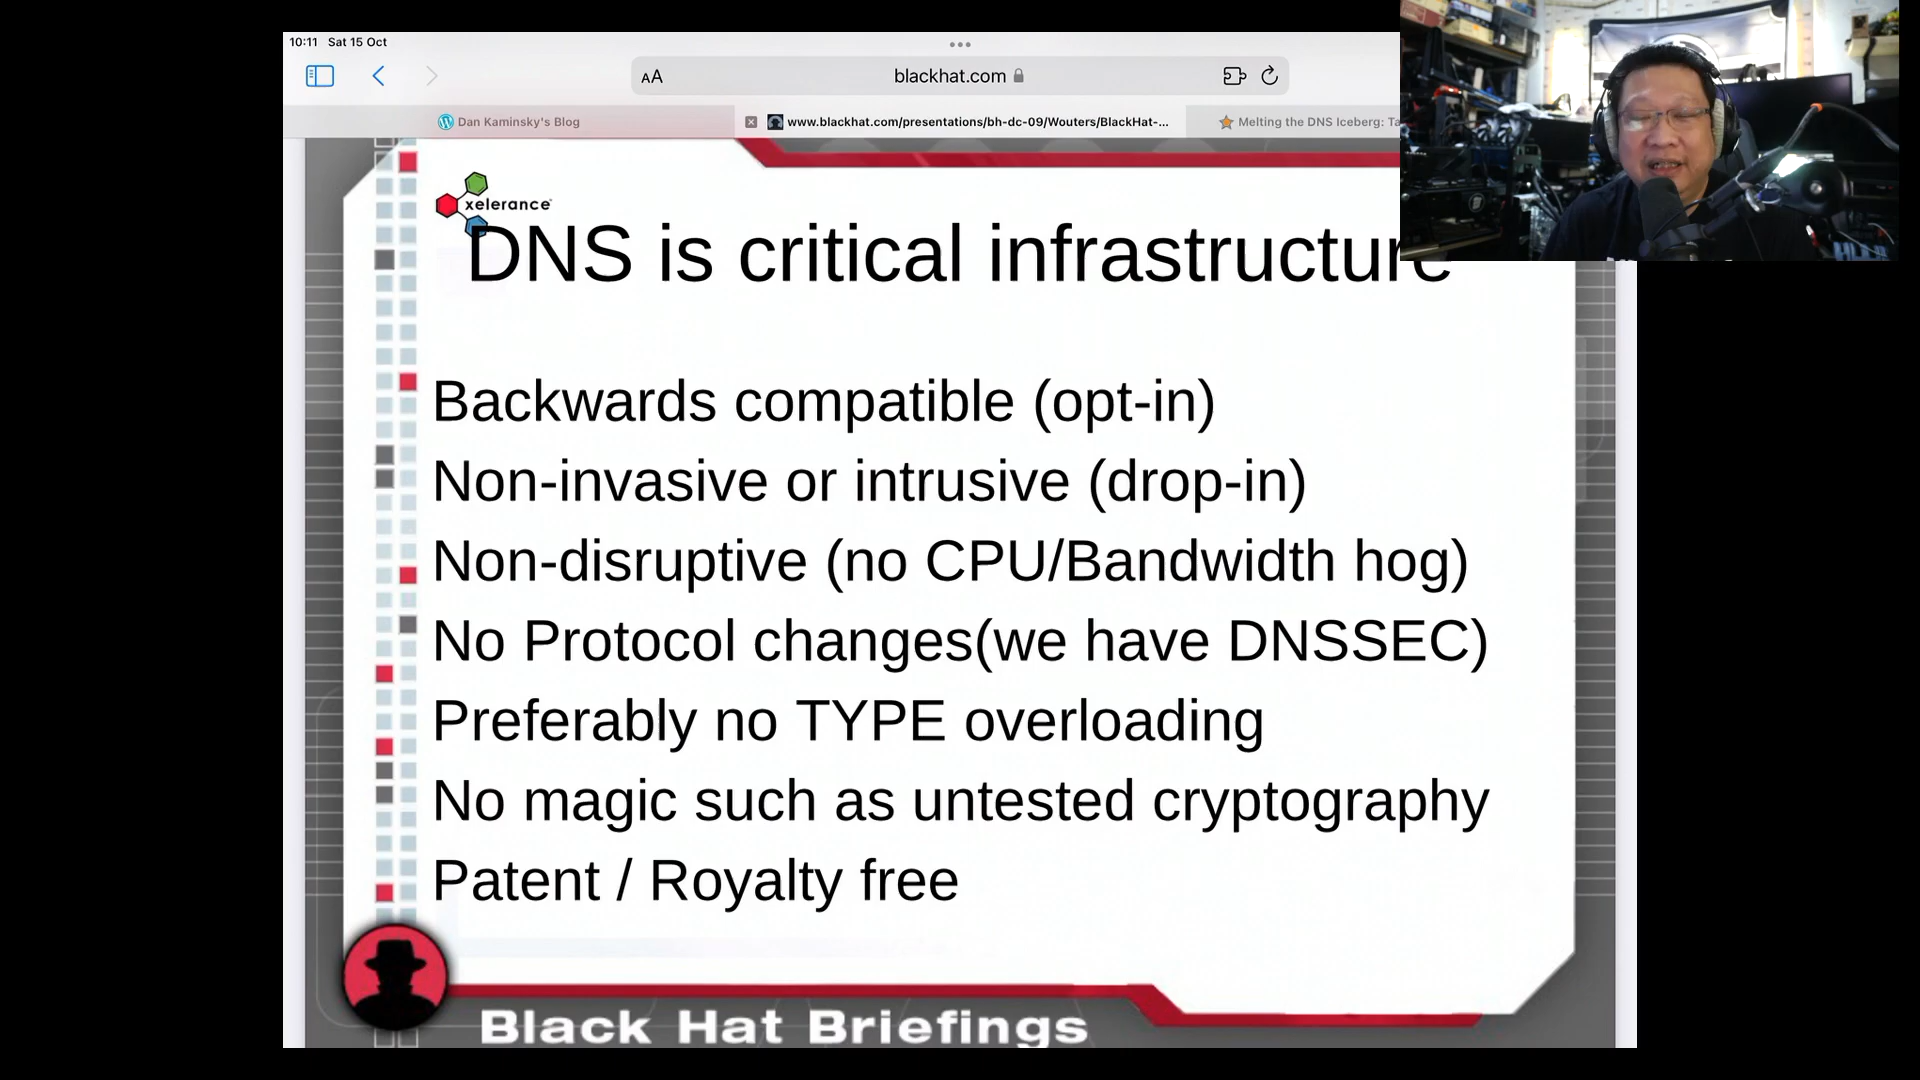 10:11 Sat 15 Oct
AA
blackhat.com
Dan Kaminsky's Blog
www.blackhat.com/presentations/bh-dc-09/Wouters/BlackHat-...
Melting the DNS Iceberg: Ta
xelerance
DNS is critical infrastructure
Backwards compatible (opt-in)
Non-invasive or intrusive (drop-in)
Non-disruptive (no CPU/Bandwidth hog)
No Protocol changes(we have DNSSEC)
Preferably no TYPE overloading
No magic such as untested cryptography
Patent / Royalty free
Black Hat Briefings